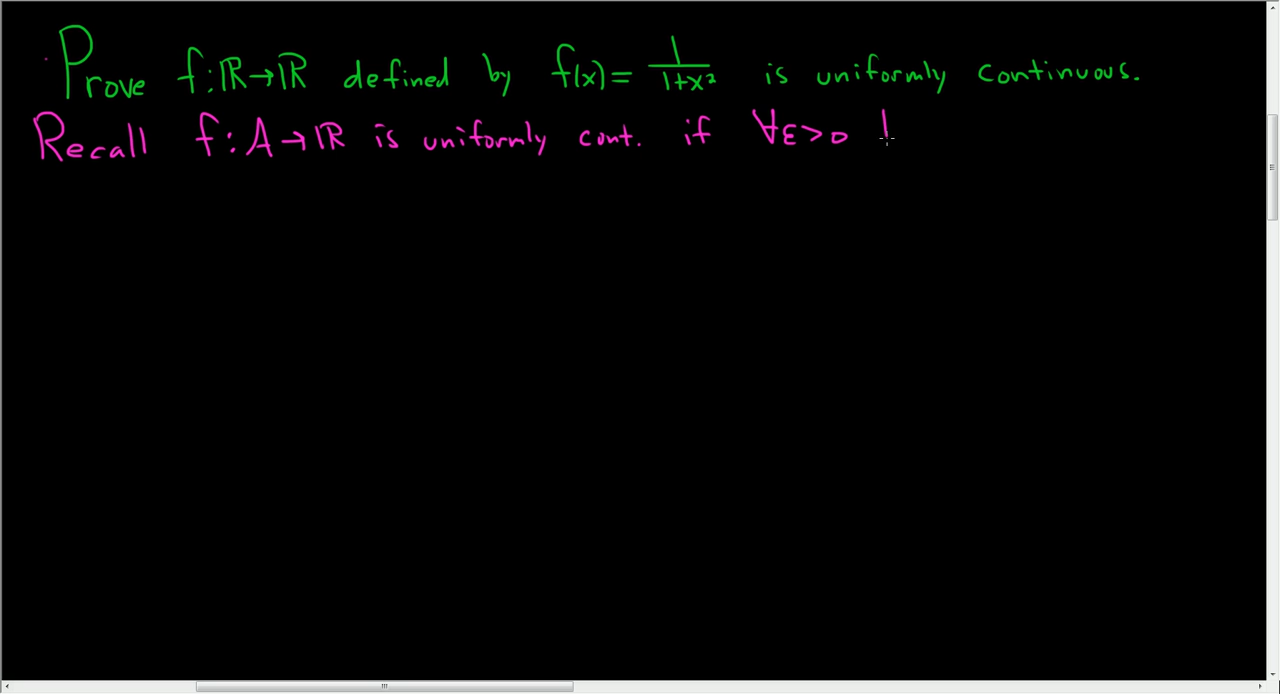 Prove f:ℝ→ℝ defined by f(x)= 1/(1+x²) is uniformly continuous.
Recall f:A→ℝ is uniformly cont. if ∀ε>0